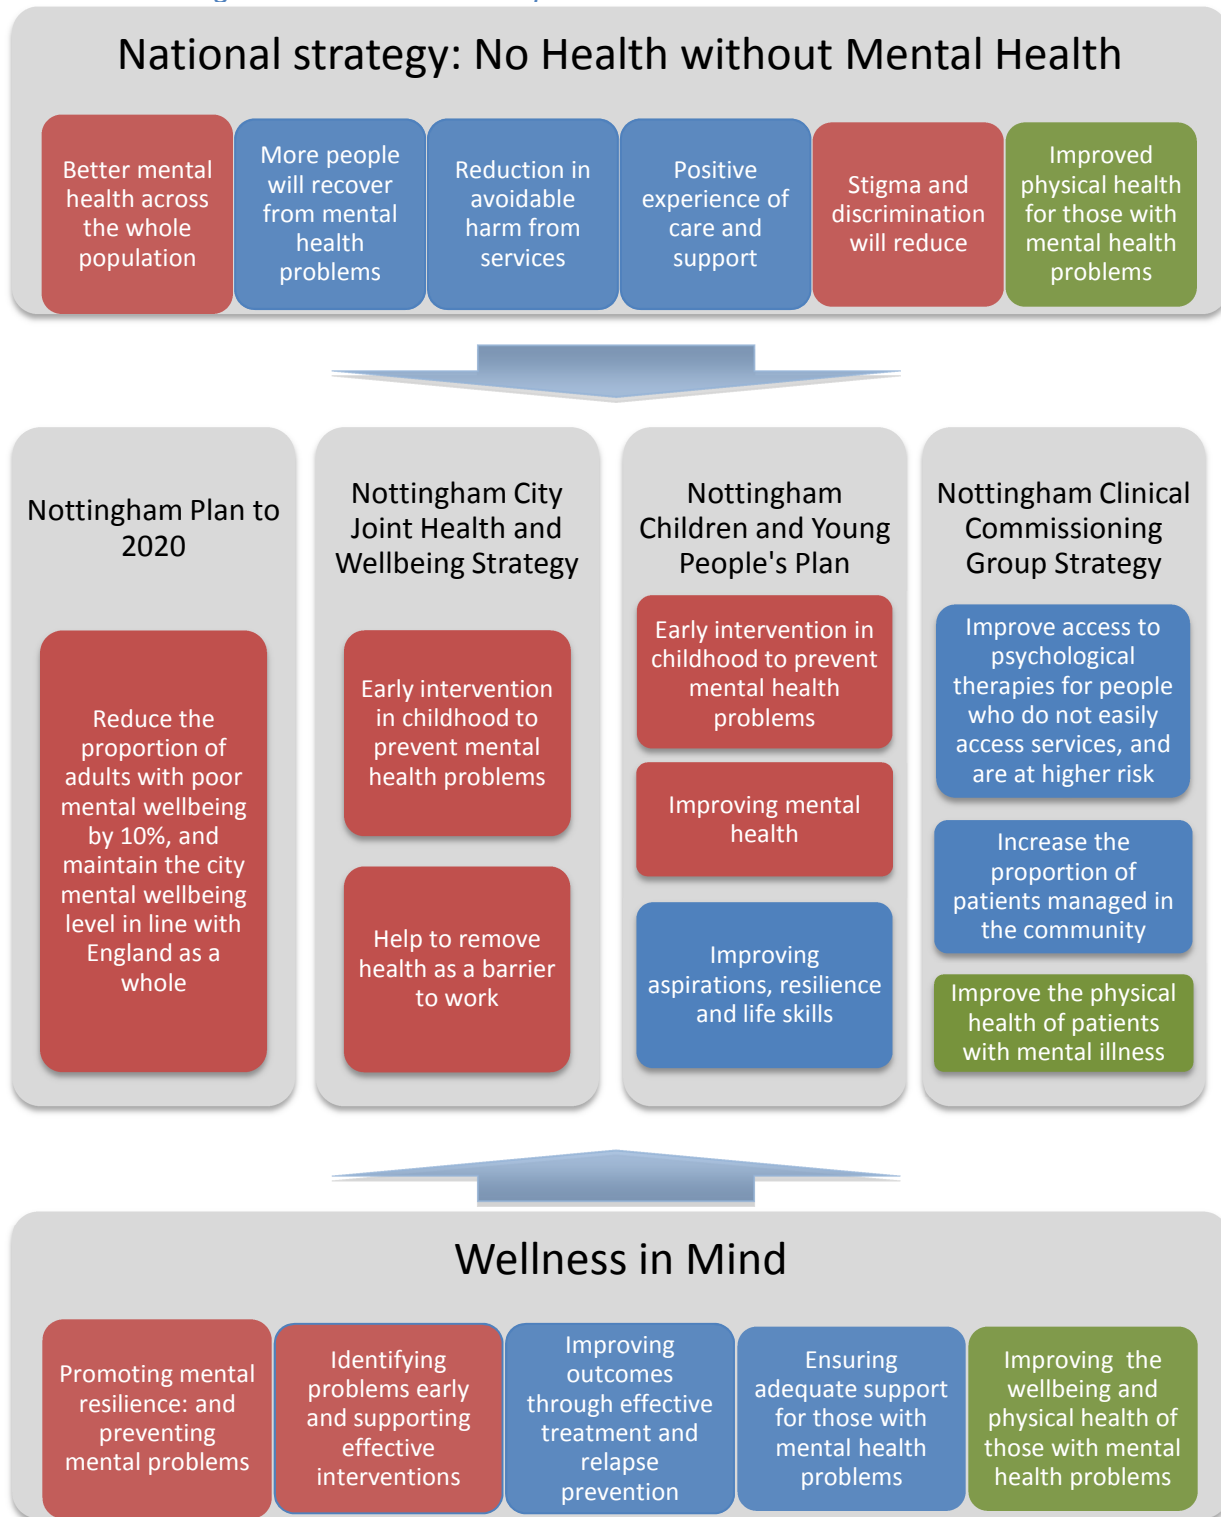 National strategy: No Health without Mental Health
Better mental
health across
the whole
population
More people
will recover
from mental
health
problems
Reduction in
avoidable
harm from
services
Positive
experience of
care and
support
Stigma and
discrimination
will reduce
Improved
physical health
for those with
mental health
problems
Nottingham Plan to
2020
Reduce the
proportion of
adults with poor
mental wellbeing
by 10%, and
maintain the city
mental wellbeing
level in line with
England as a
whole
Nottingham City
Joint Health and
Wellbeing Strategy
Early intervention
in childhood to
prevent mental
health problems
Help to remove
health as a barrier
to work
Nottingham
Children and Young
People's Plan
Early intervention in
childhood to prevent
mental health
problems
Improving mental
health
Improving
aspirations, resilience
and life skills
Nottingham Clinical
Commissioning
Group Strategy
Improve access to
psychological
therapies for people
who do not easily
access services, and
are at higher risk
Increase the
proportion of
patients managed in
the community
Improve the physical
health of patients
with mental illness
Wellness in Mind
Promoting mental
resilience: and
preventing
mental problems
Identifying
problems early
and supporting
effective
interventions
Improving
outcomes
through effective
treatment and
relapse
prevention
Ensuring
adequate support
for those with
mental health
problems
Improving  the
wellbeing and
physical health of
those with mental
health problems